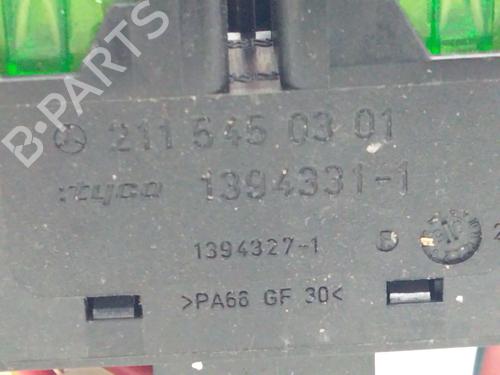 B-PARTS
211 545 03 01
tyco 1394331-1
1394327-1
>PA66 GF 30<